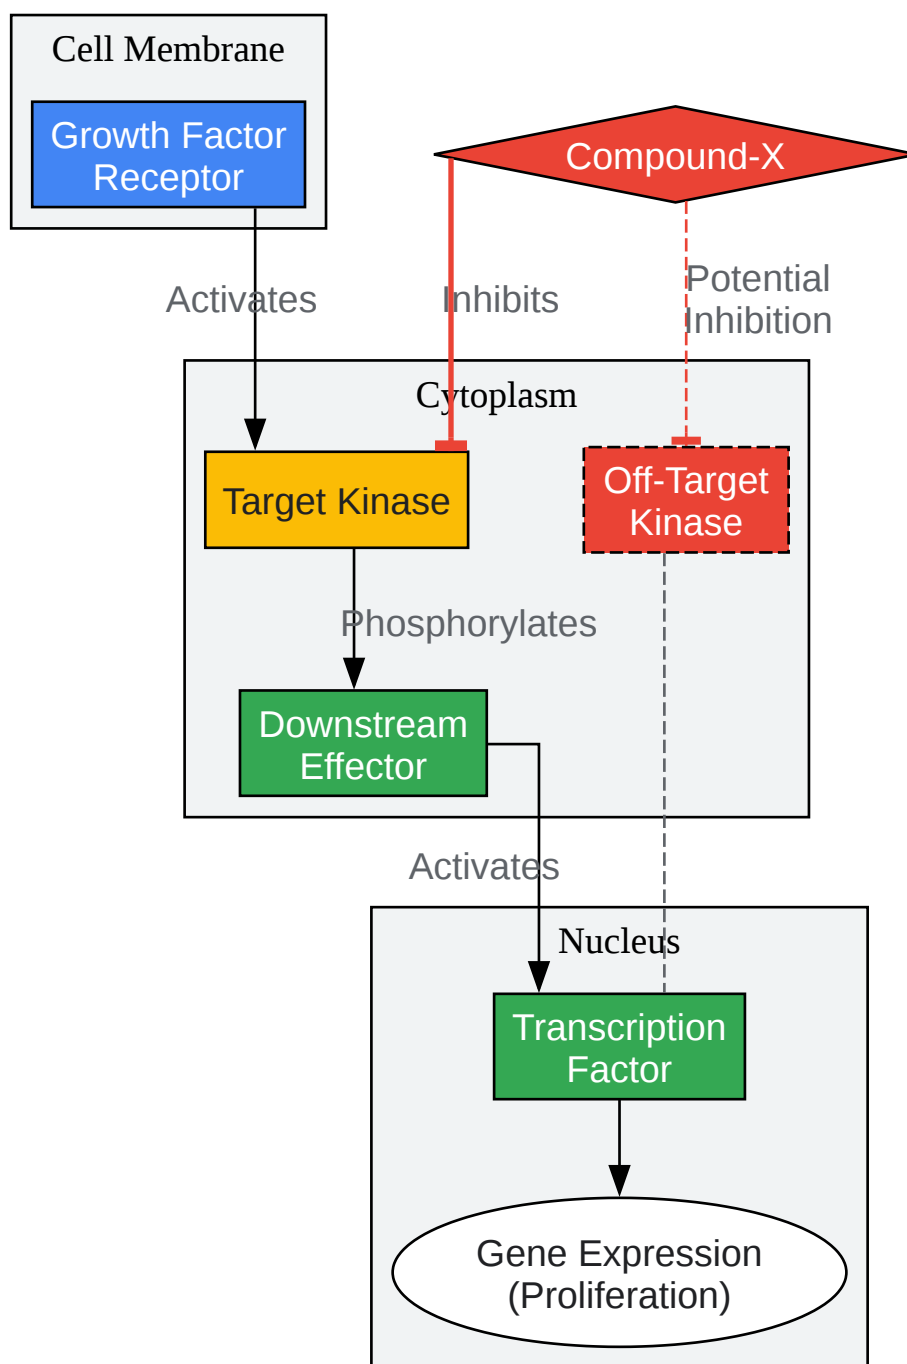 Cell Membrane
Growth Factor
Receptor
Compound-X
Activates
Inhibits
Potential
Inhibition
Cytoplasm
Target Kinase
Off-Target
Kinase
Phosphorylates
Downstream
Effector
Activates
Nucleus
Transcription
Factor
Gene Expression
(Proliferation)